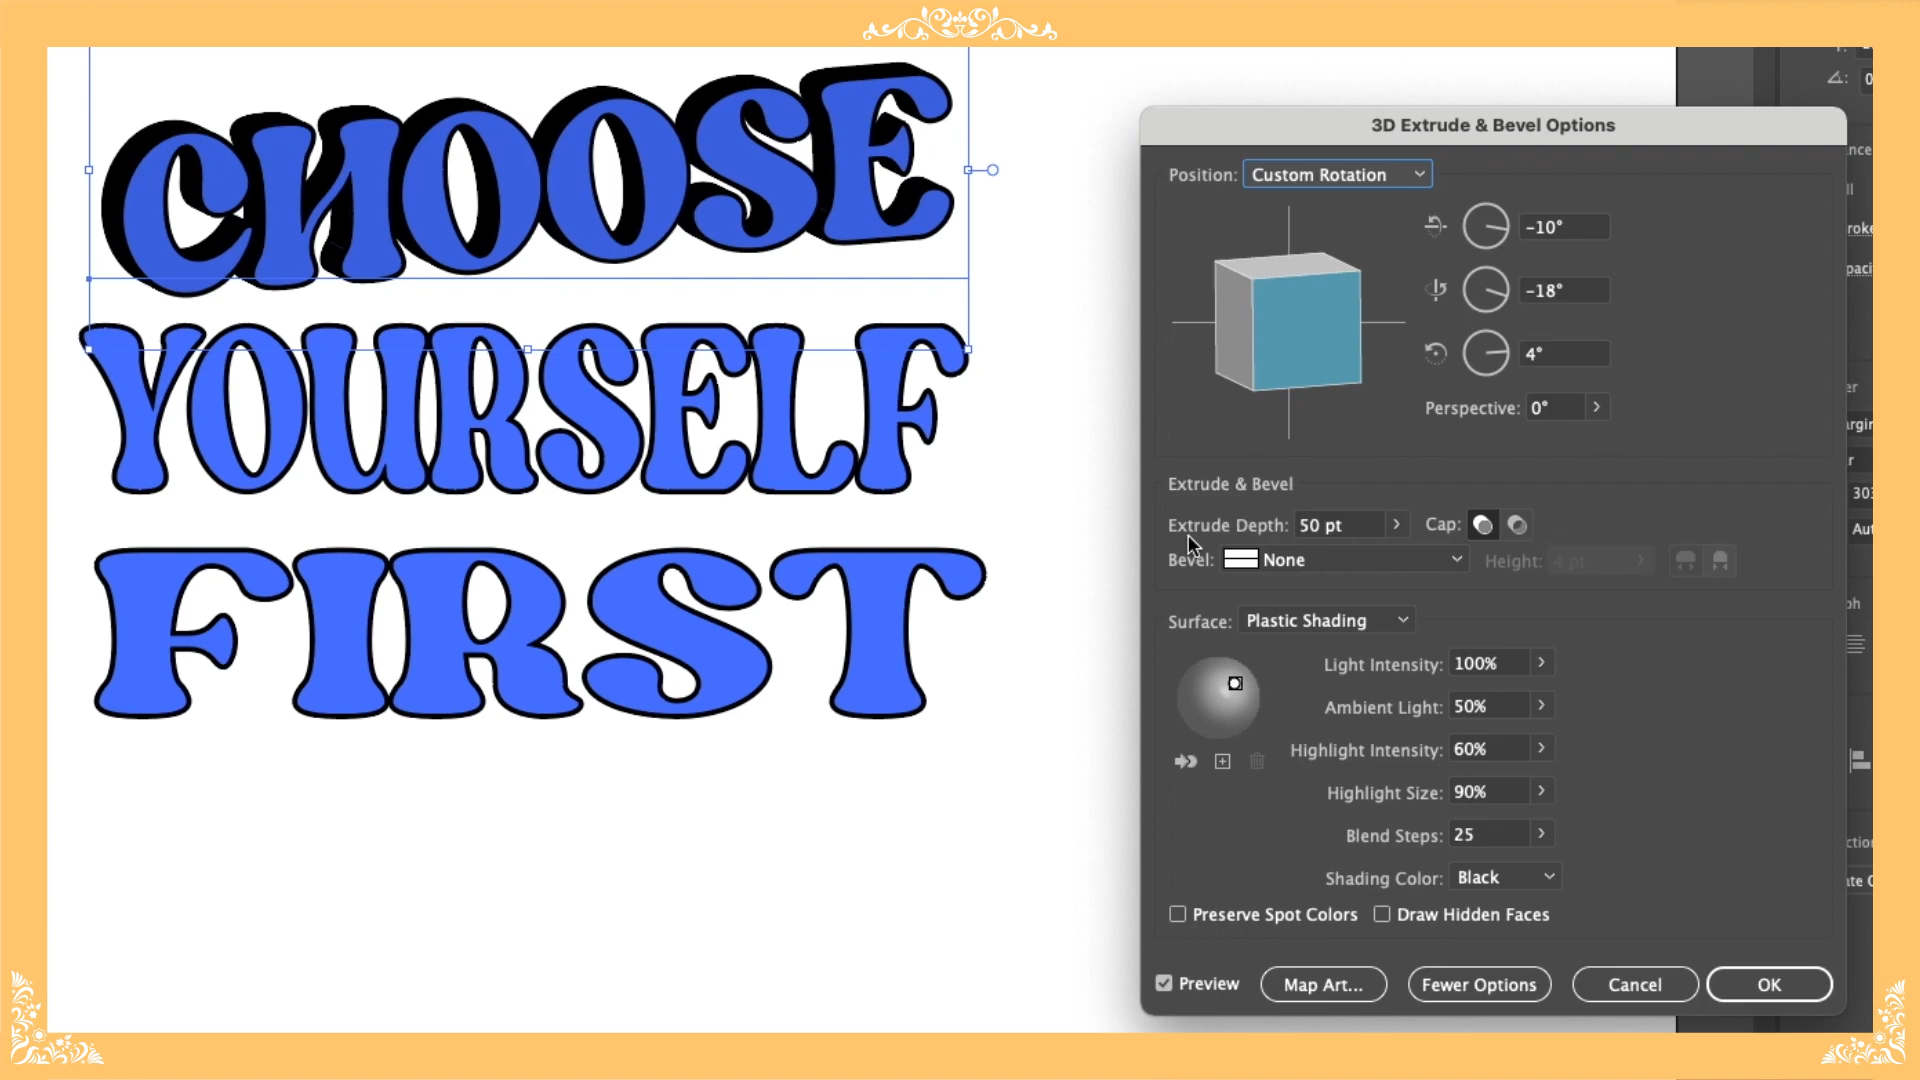 CHOOSE
YOURSELF
FIRST
3D Extrude & Bevel Options
Position: Custom Rotation
-10°
-18°
4°
Perspective: 0°
Extrude & Bevel
Extrude Depth: 50 pt Cap:
Bevel: None Height: 4 pt
Surface: Plastic Shading
Light Intensity: 100%
Ambient Light: 50%
Highlight Intensity: 60%
Highlight Size: 90%
Blend Steps: 25
Shading Color: Black
Preserve Spot Colors Draw Hidden Faces
Preview Map Art... Fewer Options Cancel OK